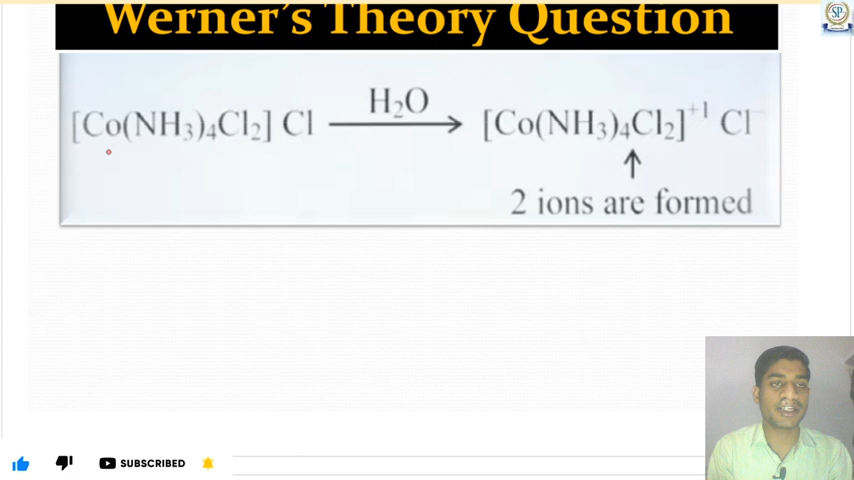 Werner's Theory Question
SP
[Co(NH₃)₄Cl₂] Cl ⟶ H₂O [Co(NH₃)₄Cl₂]⁺¹ Cl⁻
↑
2 ions are formed
SUBSCRIBED